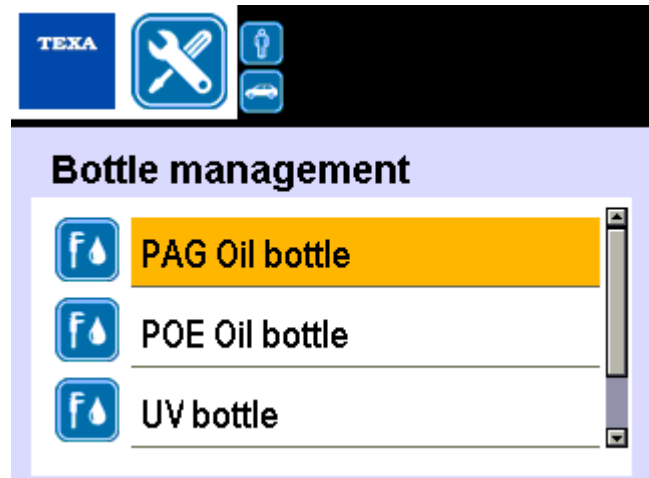 TEXA
Bottle management
PAG Oil bottle
POE Oil bottle
UV bottle